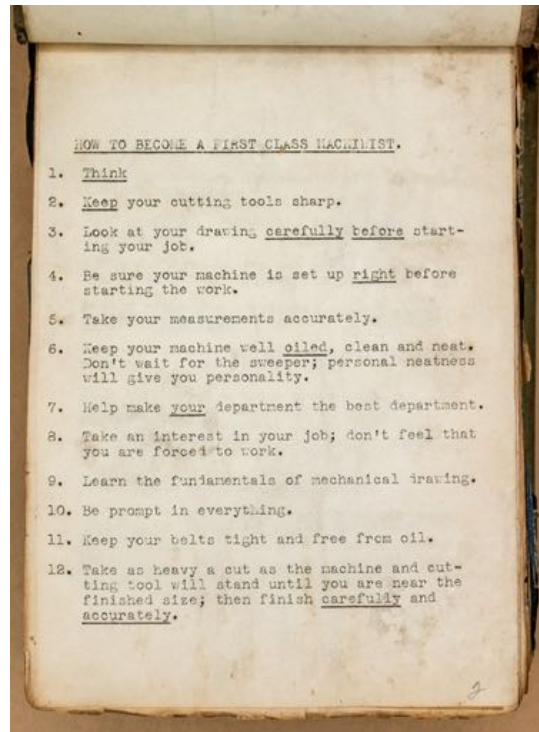 HOW TO BECOME A FIRST CLASS MACHINIST.
1. Think
2. Keep your cutting tools sharp.
3. Look at your drawing carefully before start-
ing your job.
4. Be sure your machine is set up right before
starting the work.
5. Take your measurements accurately.
6. Keep your machine well oiled, clean and neat.
Don't wait for the sweeper; personal neatness
will give you personality.
7. Help make your department the best department.
8. Take an interest in your job; don't feel that
you are forced to work.
9. Learn the fundamentals of mechanical drawing.
10. Be prompt in everything.
11. Keep your belts tight and free from oil.
12. Take as heavy a cut as the machine and cut-
ting tool will stand until you are near the
finished size; then finish carefully and
accurately.
2